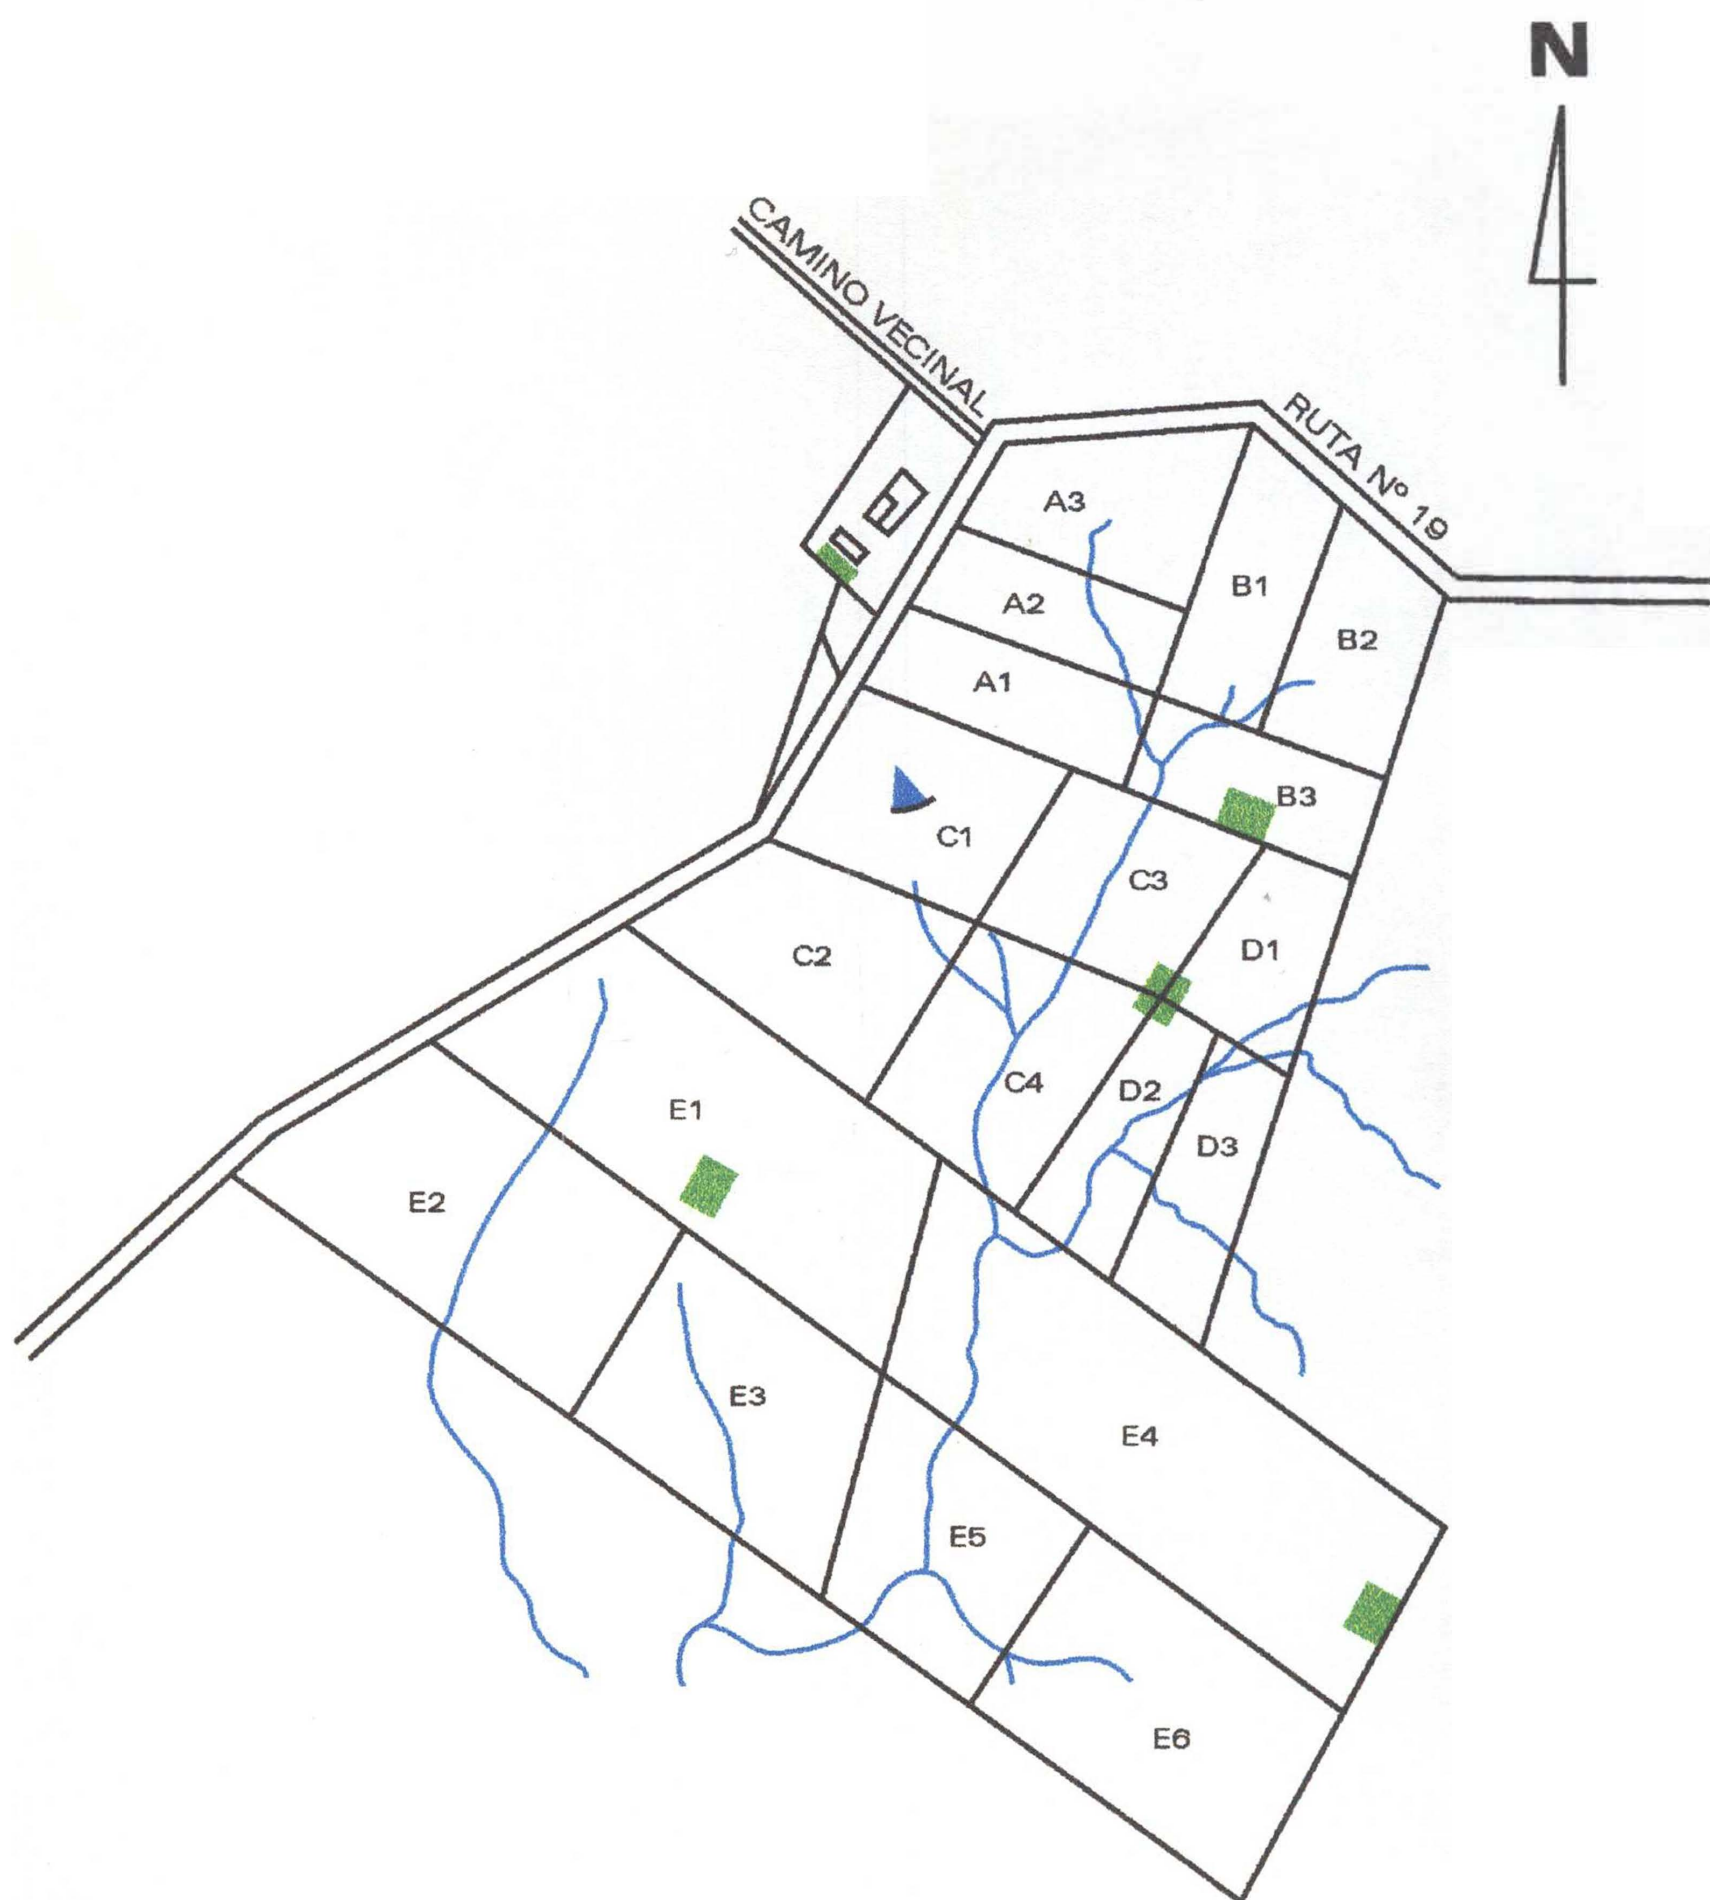 N
CAMINO VECINAL
RUTA Nº 19
A3
B1
A2
B2
A1
B3
C1
C3
D1
C2
C4
D2
E1
D3
E2
E3
E4
E5
E6